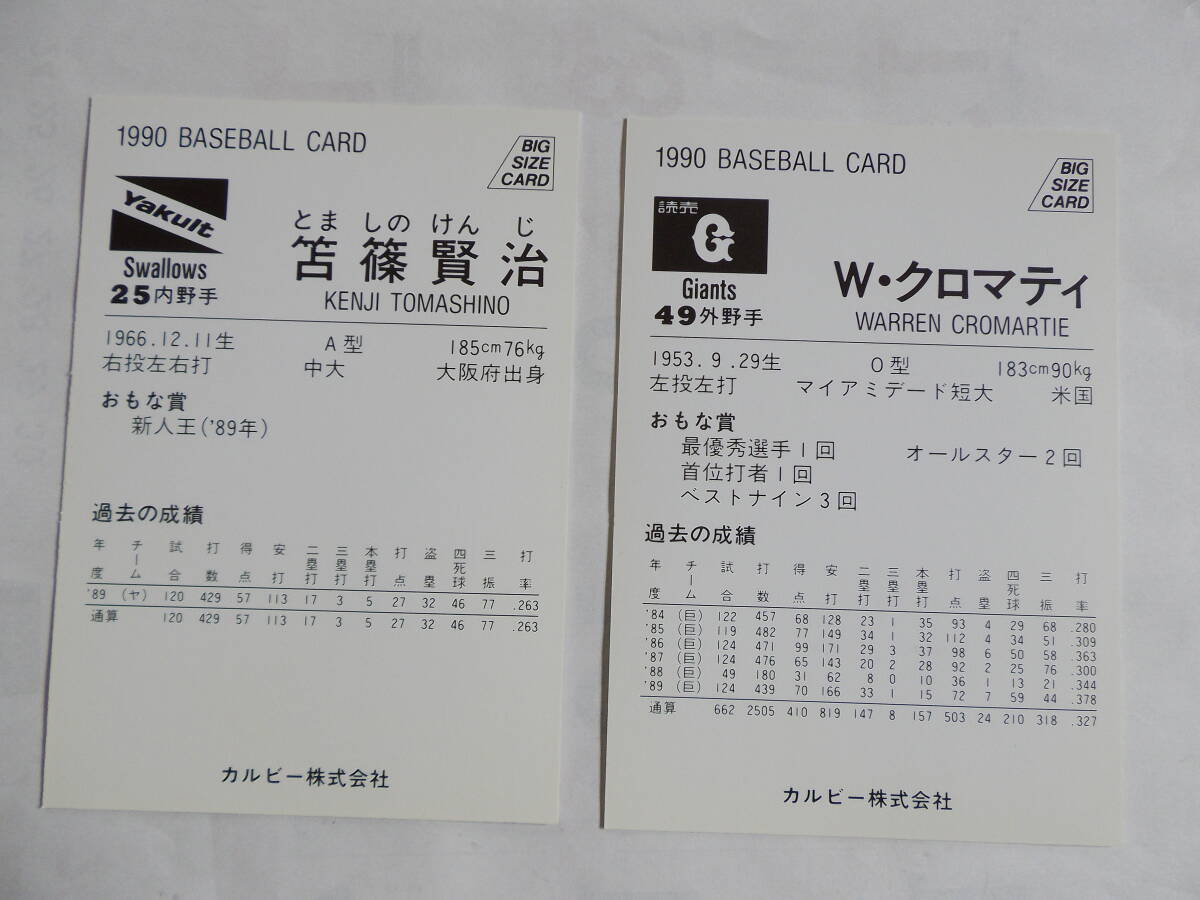 1990 BASEBALL CARD
BIG
SIZE
CARD
Yakult
Swallows
25内野手
とましのけんじ
笘篠賢治
KENJI TOMASHINO
1966.12.11生 A型 185cm76kg
右投左右打 中大 大阪府出身
おもな賞
新人王('89年)
過去の成績
年度 チーム 試合 打数 得点 安打 二塁打 三塁打 本塁打 打点 盗塁 四死球 三振 打率
'89 (ヤ) 120 429 57 113 17 3 5 27 32 46 77 .263
通算 120 429 57 113 17 3 5 27 32 46 77 .263
カルビー株式会社
1990 BASEBALL CARD
BIG
SIZE
CARD
読売
G
Giants
49外野手
W・クロマティ
WARREN CROMARTIE
1953.9.29生 O型 183cm90kg
左投左打 マイアミデード短大 米国
おもな賞
最優秀選手1回 オールスター2回
首位打者1回
ベストナイン3回
過去の成績
年度 チーム 試合 打数 得点 安打 二塁打 三塁打 本塁打 打点 盗塁 四死球 三振 打率
'84 (巨) 122 457 68 128 23 1 35 93 4 29 68 .280
'85 (巨) 119 482 77 149 34 1 32 112 4 34 51 .309
'86 (巨) 124 471 99 171 29 3 37 98 6 50 58 .363
'87 (巨) 124 476 65 143 20 2 28 92 2 25 76 .300
'88 (巨) 49 180 31 62 8 0 10 36 1 13 21 .344
'89 (巨) 124 439 70 166 33 1 15 72 7 59 44 .378
通算 662 2505 410 819 147 8 157 503 24 210 318 .327
カルビー株式会社